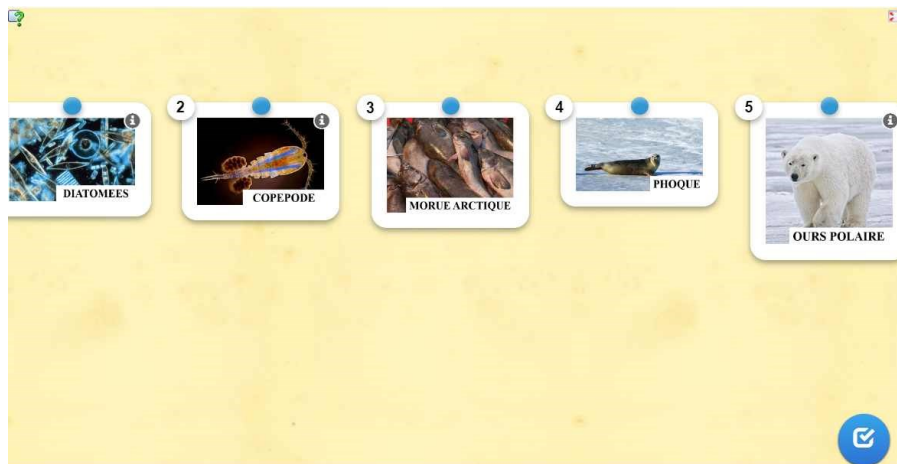 2
3
4
5
DIATOMEES
COPEPODE
MORUE ARCTIQUE
PHOQUE
OURS POLAIRE